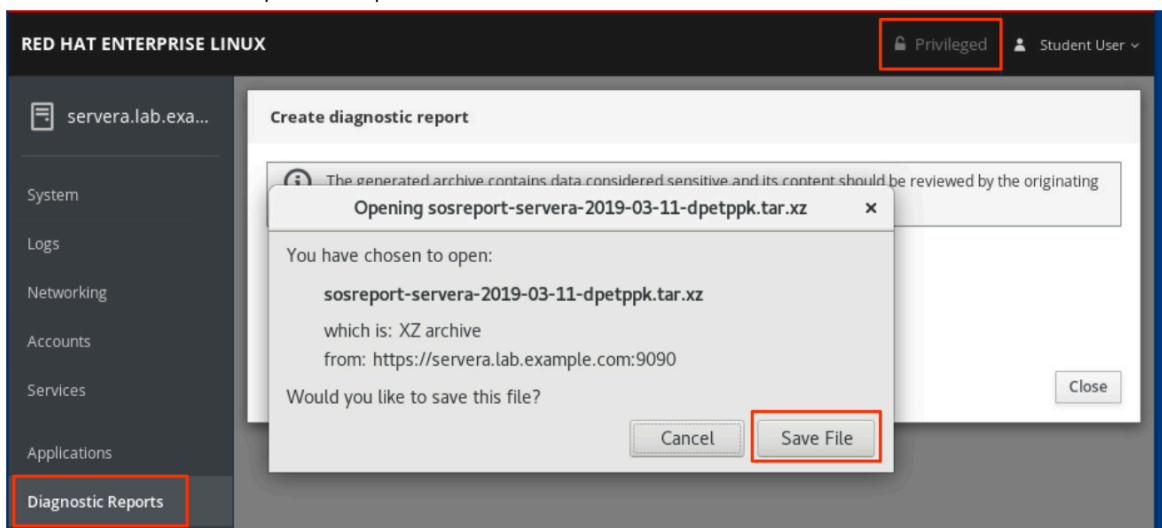 RED HAT ENTERPRISE LINUX
Privileged
Student User
servera.lab.exa...
System
Logs
Networking
Accounts
Services
Applications
Diagnostic Reports
Create diagnostic report
The generated archive contains data considered sensitive and its content should be reviewed by the originating
Opening sosreport-servera-2019-03-11-dpetppk.tar.xz
You have chosen to open:
sosreport-servera-2019-03-11-dpetppk.tar.xz
which is: XZ archive
from: https://servera.lab.example.com:9090
Would you like to save this file?
Cancel
Save File
Close